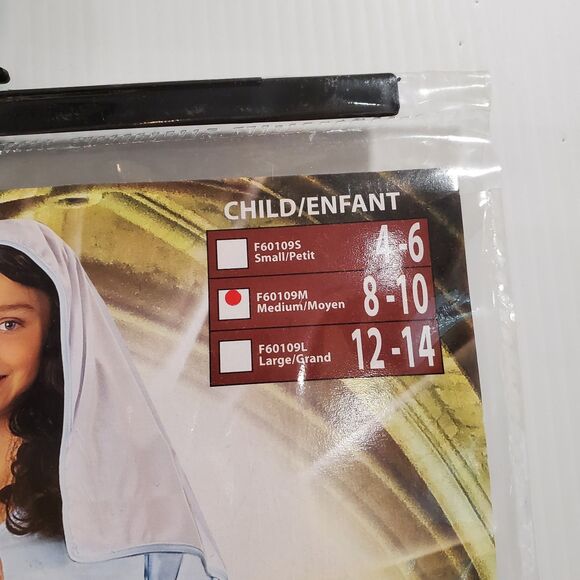 CHILD/ENFANT
F60109S
Small/Petit
4-6
F60109M
Medium/Moyen
8-10
F60109L
Large/Grand
12-14